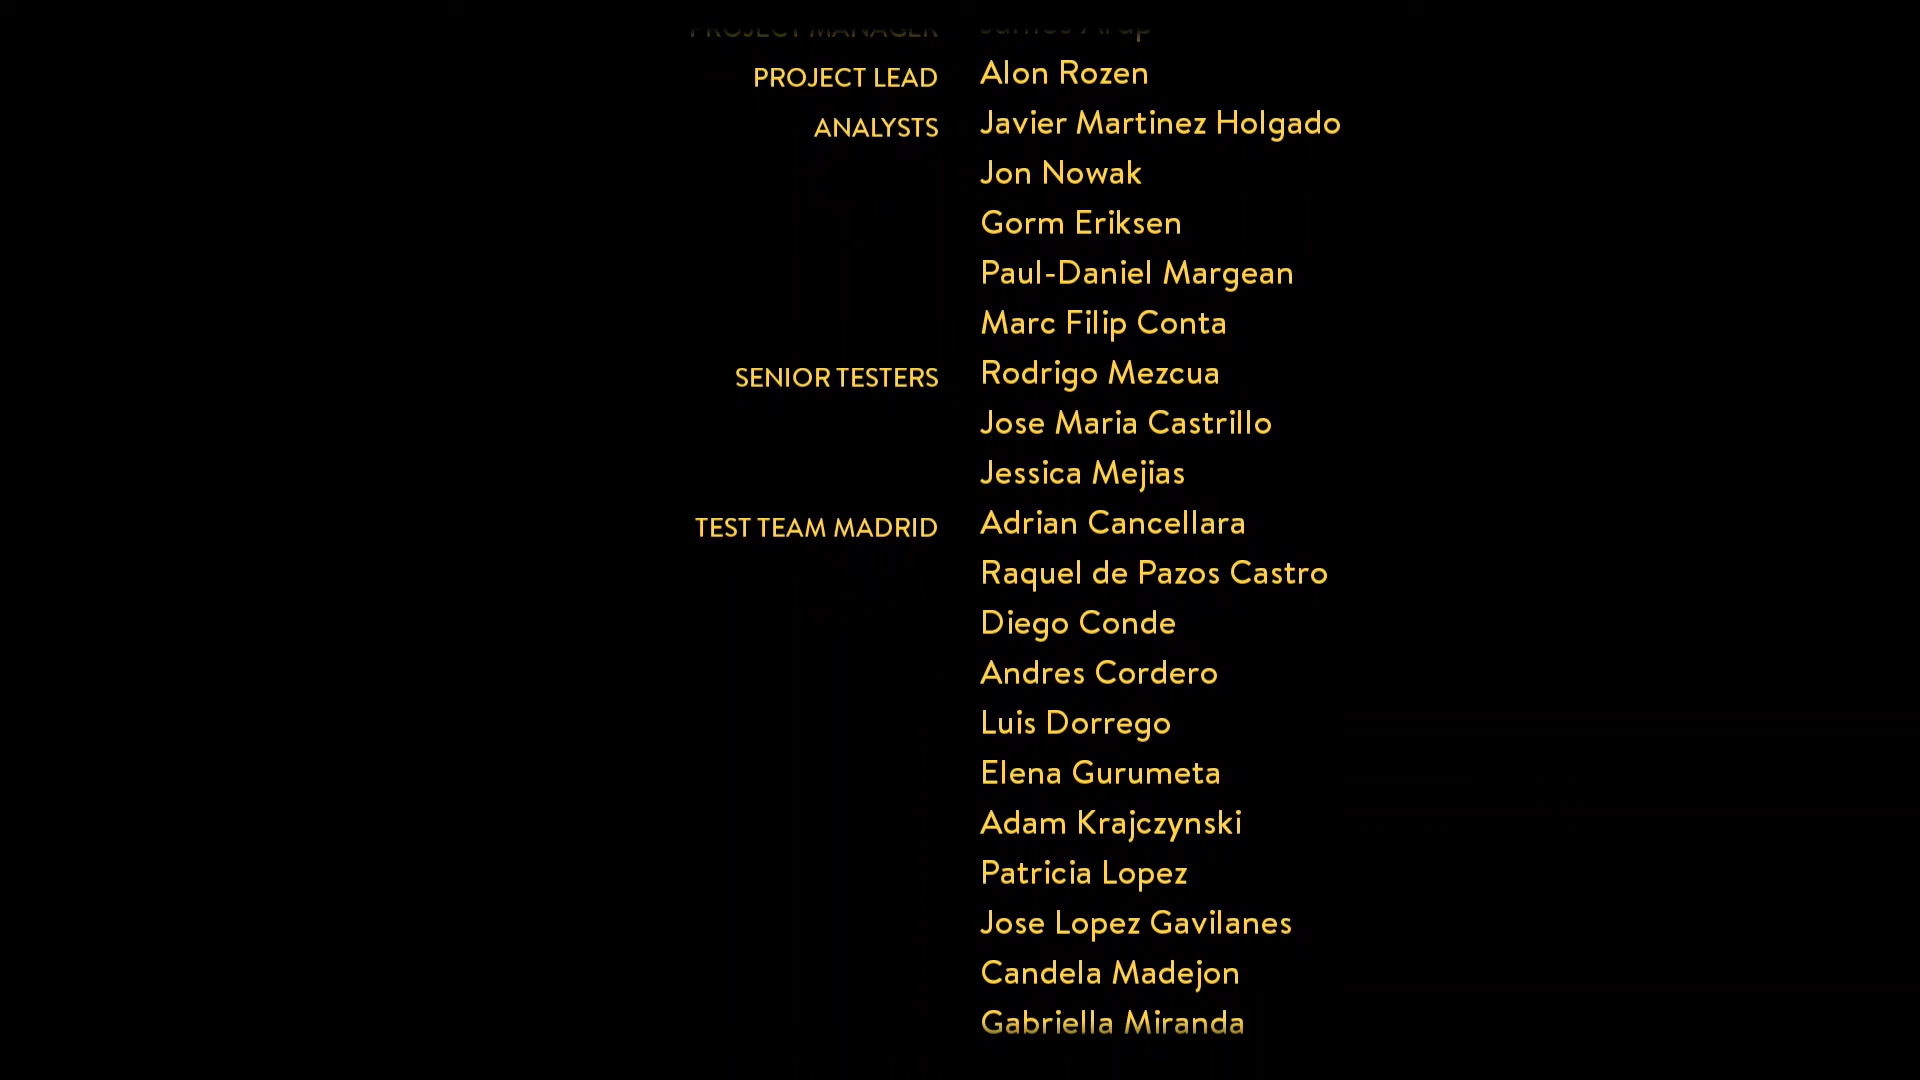 PROJECT MANAGER
PROJECT LEAD Alon Rozen
ANALYSTS Javier Martinez Holgado
Jon Nowak
Gorm Eriksen
Paul-Daniel Margean
Marc Filip Conta
SENIOR TESTERS Rodrigo Mezcua
Jose Maria Castrillo
Jessica Mejias
TEST TEAM MADRID Adrian Cancellara
Raquel de Pazos Castro
Diego Conde
Andres Cordero
Luis Dorrego
Elena Gurumeta
Adam Krajczynski
Patricia Lopez
Jose Lopez Gavilanes
Candela Madejon
Gabriella Miranda